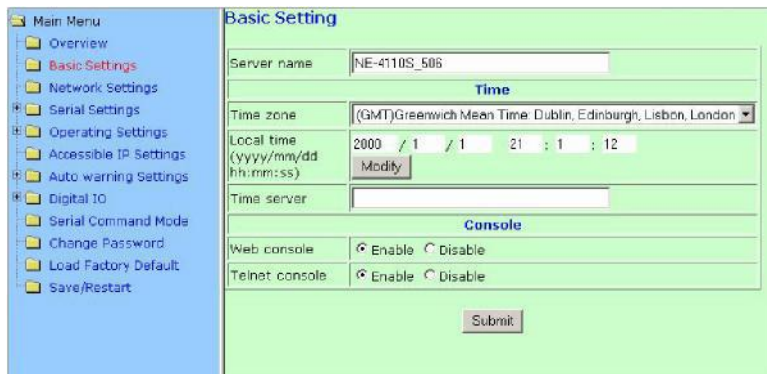 Main Menu
Overview
Basic Settings
Network Settings
Serial Settings
Operating Settings
Accessible IP Settings
Auto warning Settings
Digital IO
Serial Command Mode
Change Password
Load Factory Default
Save/Restart
Basic Setting
Server name NE-4110S_506
Time
Time zone (GMT)Greenwich Mean Time: Dublin, Edinburgh, Lisbon, London
Local time
(yyyy/mm/dd
hh:mm:ss)
2000 / 1 / 1 21 : 1 : 12
Modify
Time server
Console
Web console Enable Disable
Telnet console Enable Disable
Submit